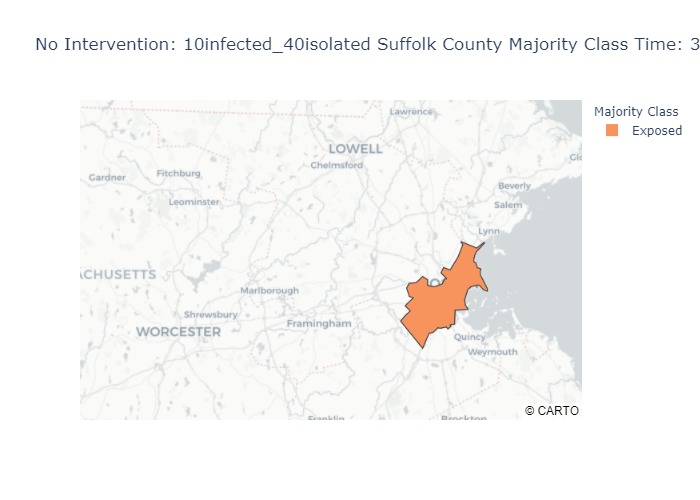 No Intervention: 10infected_40isolated Suffolk County Majority Class Time: 3
Majority Class
Exposed
Lawrence
LOWELL
Chelmsford
Fitchburg
Gardner
Leominster
Beverly
Salem
Lynn
ACHUSETTS
Marlborough
Shrewsbury
WORCESTER
Framingham
Quincy
Weymouth
Franklin
Brockton
© CARTO